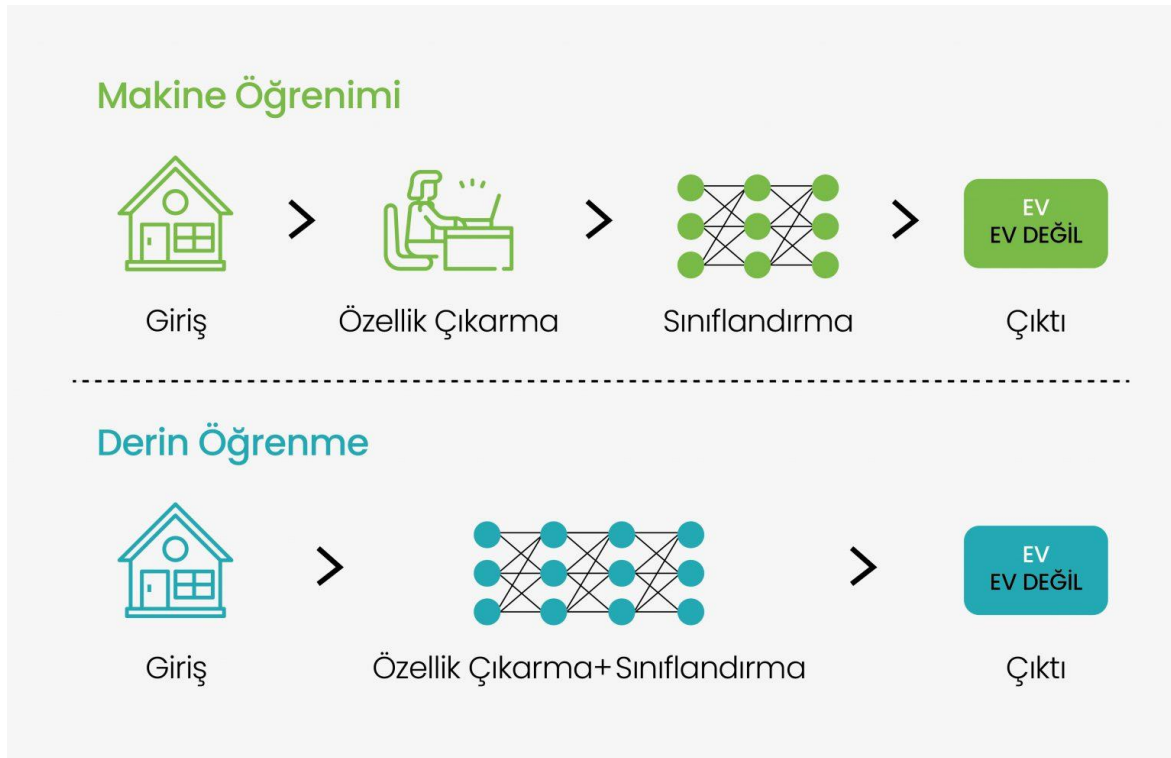 Makine Öğrenimi
EV
EV DEĞİL
Giriş
Özellik Çıkarma
Sınıflandırma
Çıktı
Derin Öğrenme
EV
EV DEĞİL
Giriş
Özellik Çıkarma+Sınıflandırma
Çıktı